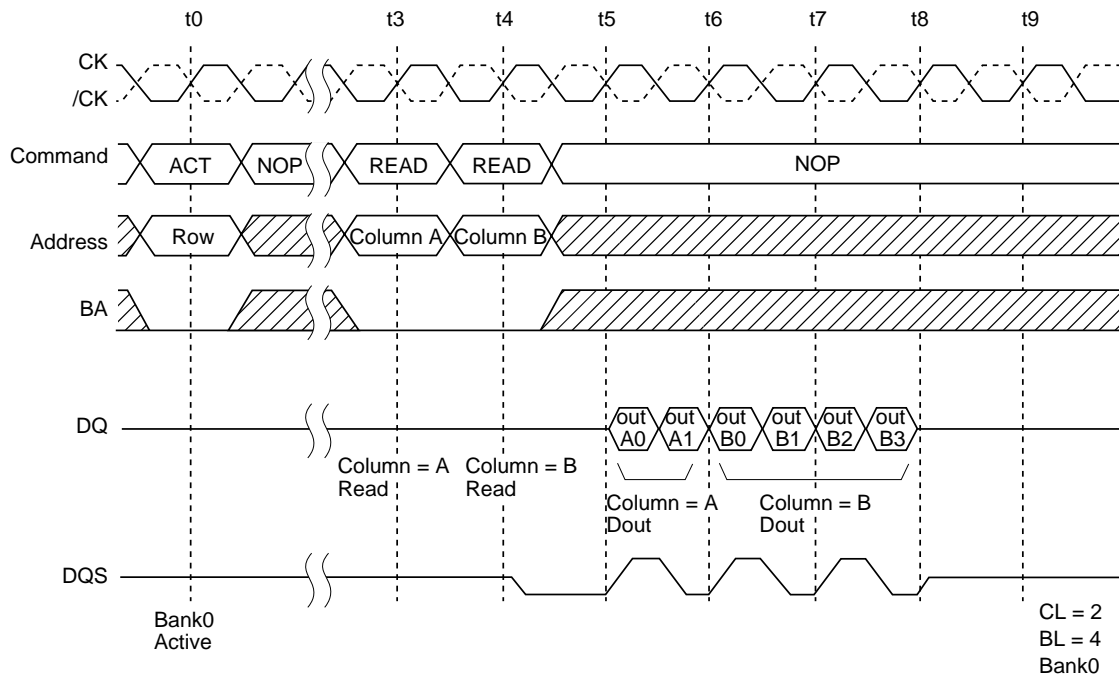 t0 t3 t4 t5 t6 t7 t8 t9
CK
/CK
Command ACT NOP READ READ NOP
Address Row Column A Column B
BA
DQ out A0 out A1 out B0 out B1 out B2 out B3
Column = A Read
Column = B Read
Column = A Dout
Column = B Dout
DQS
Bank0
Active
CL = 2
BL = 4
Bank0